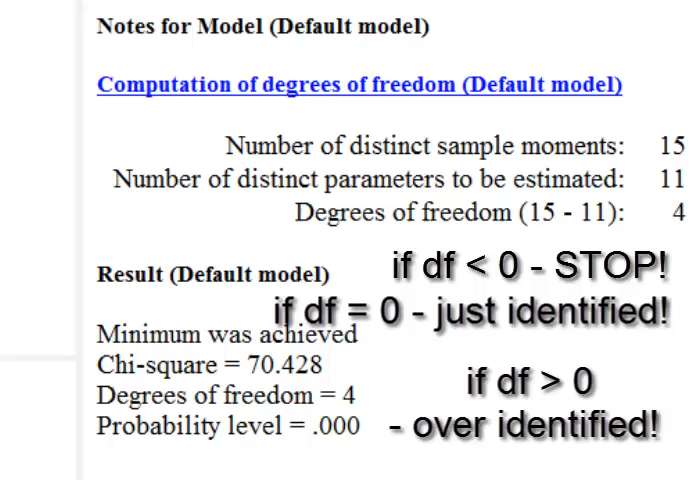 Notes for Model (Default model)
Computation of degrees of freedom (Default model)
Number of distinct sample moments: 15
Number of distinct parameters to be estimated: 11
Degrees of freedom (15 - 11): 4
if df < 0 - STOP!
Result (Default model)
if df = 0 - just identified!
Minimum was achieved
Chi-square = 70.428
if df > 0
Degrees of freedom = 4
Probability level = .000
- over identified!